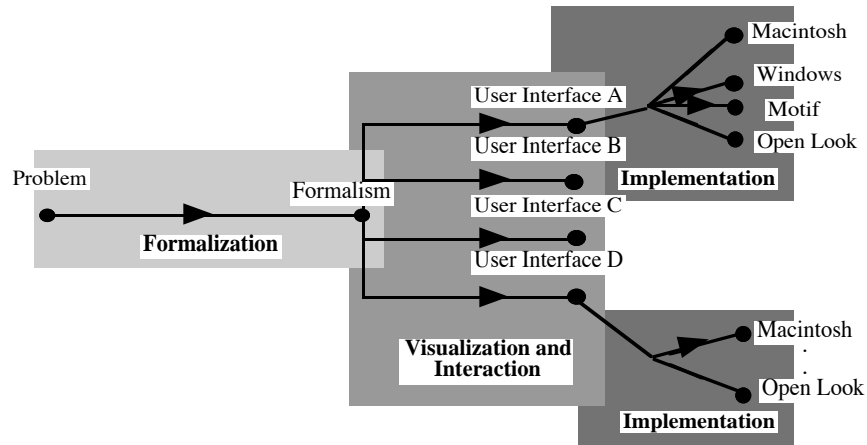 Problem
Formalism
Formalization
User Interface A
User Interface B
User Interface C
User Interface D
Visualization and
Interaction
Macintosh
Windows
Motif
Open Look
Implementation
Macintosh
.
.
Open Look
Implementation